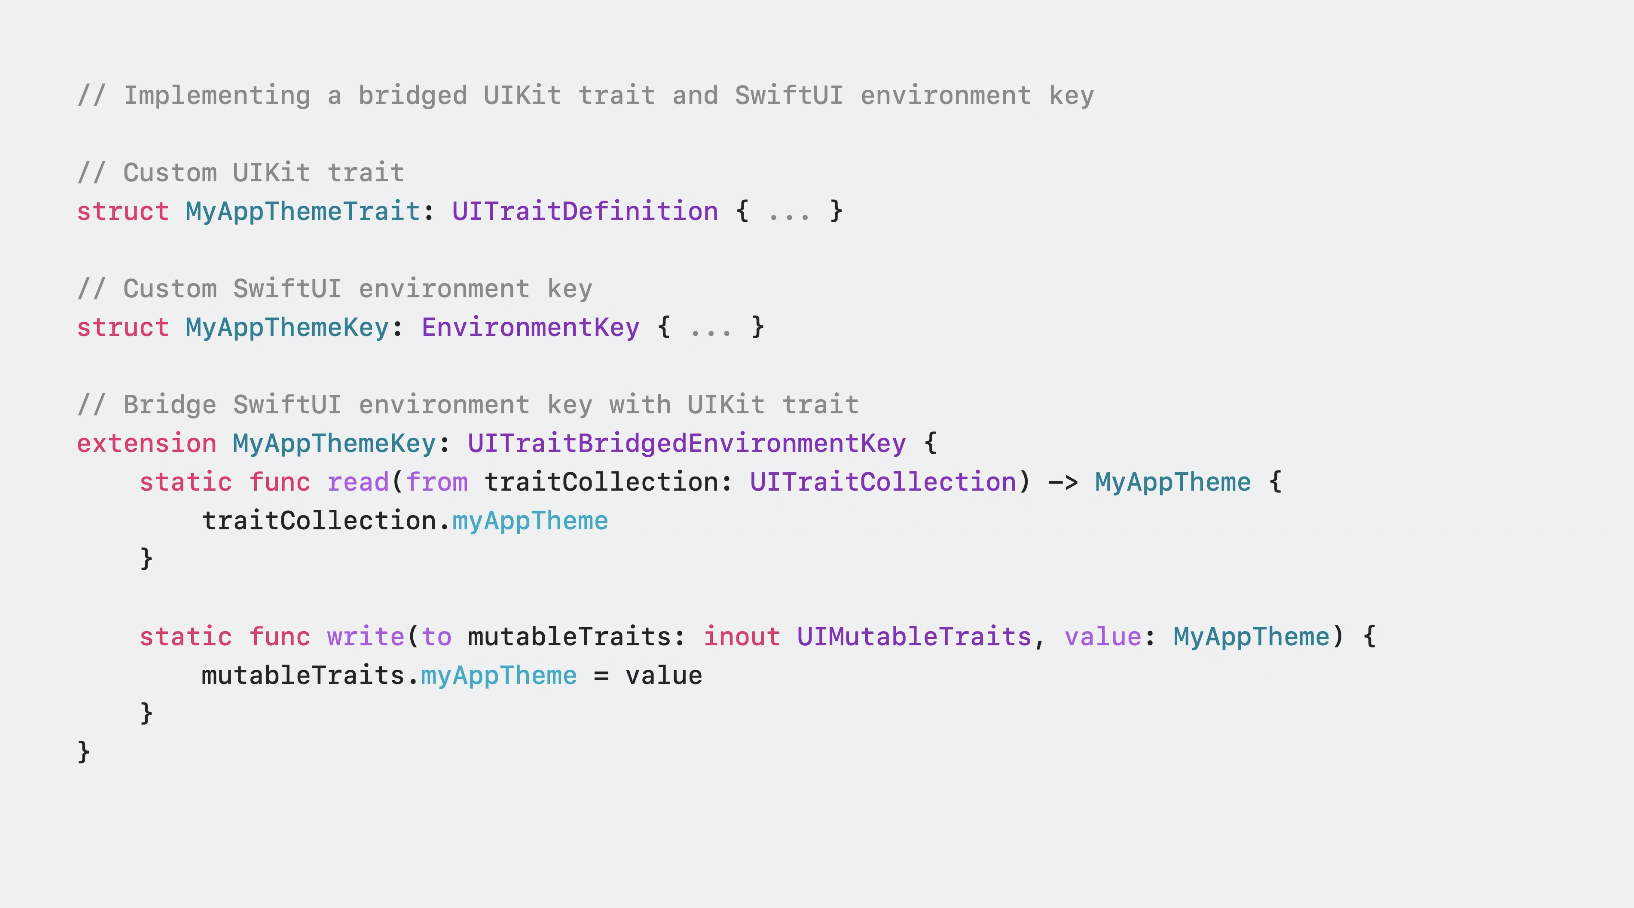 // Implementing a bridged UIKit trait and SwiftUI environment key
// Custom UIKit trait
struct MyAppThemeTrait: UITraitDefinition { ... }
// Custom SwiftUI environment key
struct MyAppThemeKey: EnvironmentKey { ... }
// Bridge SwiftUI environment key with UIKit trait
extension MyAppThemeKey: UITraitBridgedEnvironmentKey {
    static func read(from traitCollection: UITraitCollection) -> MyAppTheme {
        traitCollection.myAppTheme
    }
    static func write(to mutableTraits: inout UIMutableTraits, value: MyAppTheme) {
        mutableTraits.myAppTheme = value
    }
}